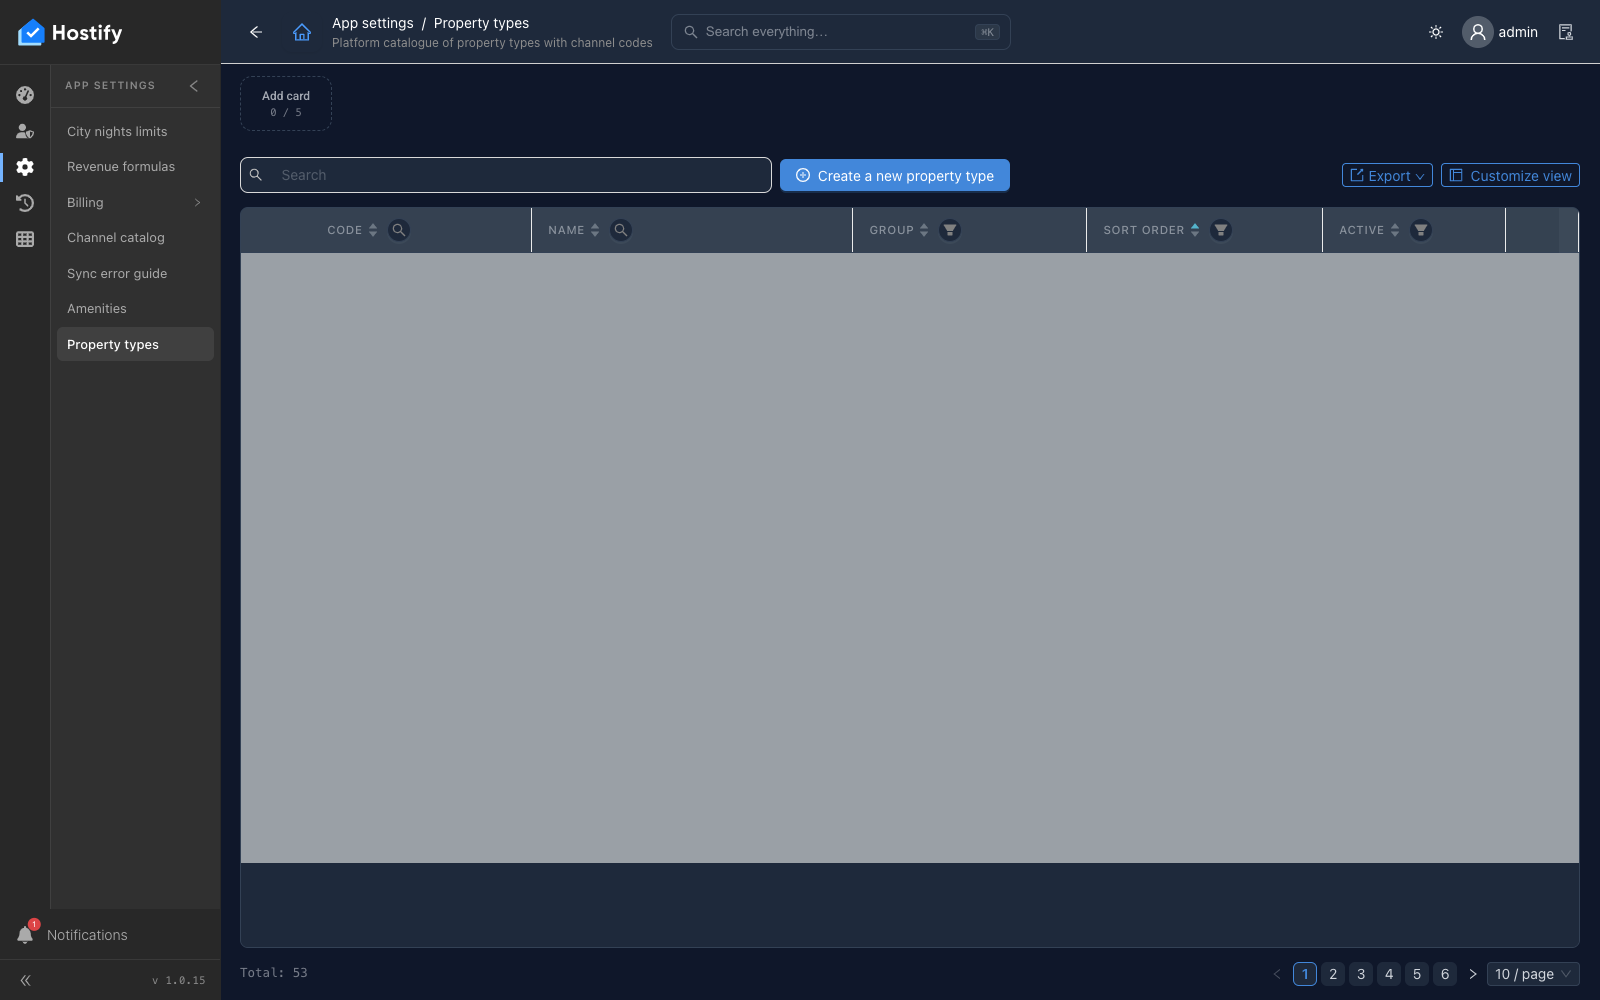 Hostify
App settings / Property types
Platform catalogue of property types with channel codes
Search everything...
⌘K
admin
APP SETTINGS
City nights limits
Revenue formulas
Billing
Channel catalog
Sync error guide
Amenities
Property types
Add card
0 / 5
Search
Create a new property type
Export
Customize view
CODE
NAME
GROUP
SORT ORDER
ACTIVE
1
Notifications
v 1.0.15
Total: 53
1 2 3 4 5 6
10 / page